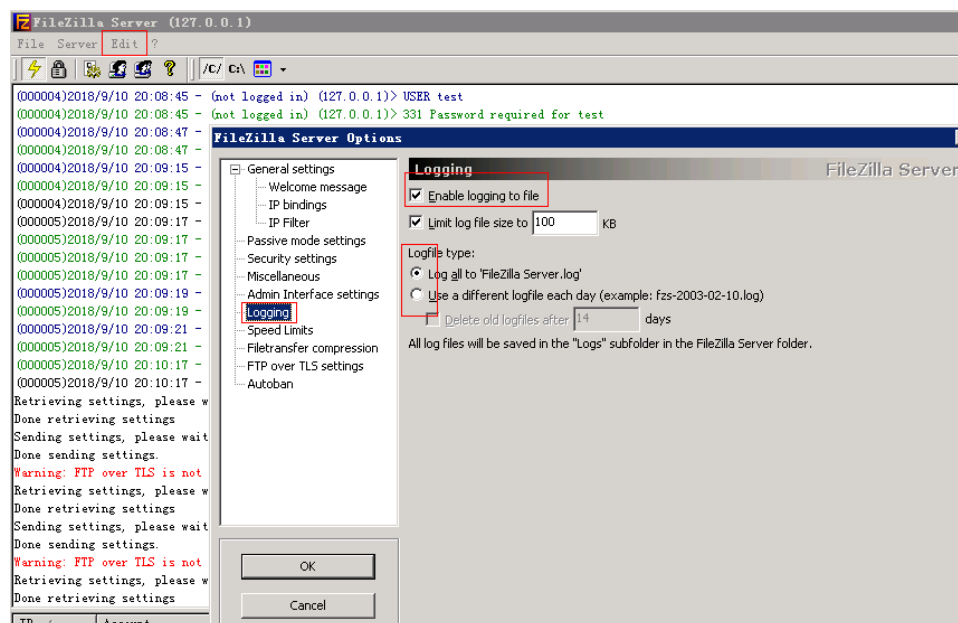 FileZilla Server (127.0.0.1)
File Server Edit ?
/C/ C:\
(000004)2018/9/10 20:08:45 - (not logged in) (127.0.0.1)> USER test
(000004)2018/9/10 20:08:45 - (not logged in) (127.0.0.1)> 331 Password required for test
(000004)2018/9/10 20:08:47 -
(000004)2018/9/10 20:08:47 -
(000004)2018/9/10 20:09:15 -
(000004)2018/9/10 20:09:15 -
(000004)2018/9/10 20:09:15 -
(000005)2018/9/10 20:09:17 -
(000005)2018/9/10 20:09:17 -
(000005)2018/9/10 20:09:17 -
(000005)2018/9/10 20:09:17 -
(000005)2018/9/10 20:09:19 -
(000005)2018/9/10 20:09:19 -
(000005)2018/9/10 20:09:21 -
(000005)2018/9/10 20:09:21 -
(000005)2018/9/10 20:10:17 -
(000005)2018/9/10 20:10:17 -
Retrieving settings, please w
Done retrieving settings
Sending settings, please wait
Done sending settings.
Warning: FTP over TLS is not
Retrieving settings, please w
Done retrieving settings
Sending settings, please wait
Done sending settings.
Warning: FTP over TLS is not
Retrieving settings, please w
Done retrieving settings
FileZilla Server Options
General settings
Welcome message
IP bindings
IP Filter
Passive mode settings
Security settings
Miscellaneous
Admin Interface settings
Logging
Speed Limits
Filetransfer compression
FTP over TLS settings
Autoban
OK
Cancel
Logging
FileZilla Server
Enable logging to file
Limit log file size to 100 KB
Logfile type:
Log all to 'FileZilla Server.log'
Use a different logfile each day (example: fzs-2003-02-10.log)
Delete old logfiles after 14 days
All log files will be saved in the "Logs" subfolder in the FileZilla Server folder.